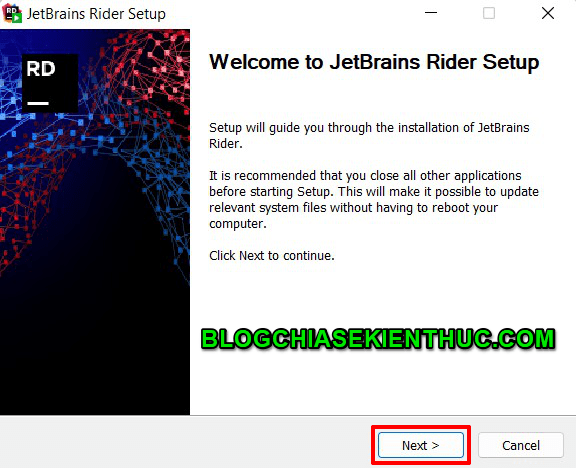 JetBrains Rider Setup
RD
Welcome to JetBrains Rider Setup
Setup will guide you through the installation of JetBrains
Rider.
It is recommended that you close all other applications
before starting Setup. This will make it possible to update
relevant system files without having to reboot your
computer.
Click Next to continue.
BLOGCHIASEKIENTHUC.COM
Next >
Cancel